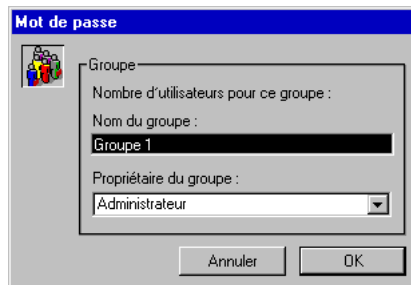 Mot de passe
Groupe
Nombre d'utilisateurs pour ce groupe :
Nom du groupe :
Groupe 1
Propriétaire du groupe :
Administrateur
Annuler
OK